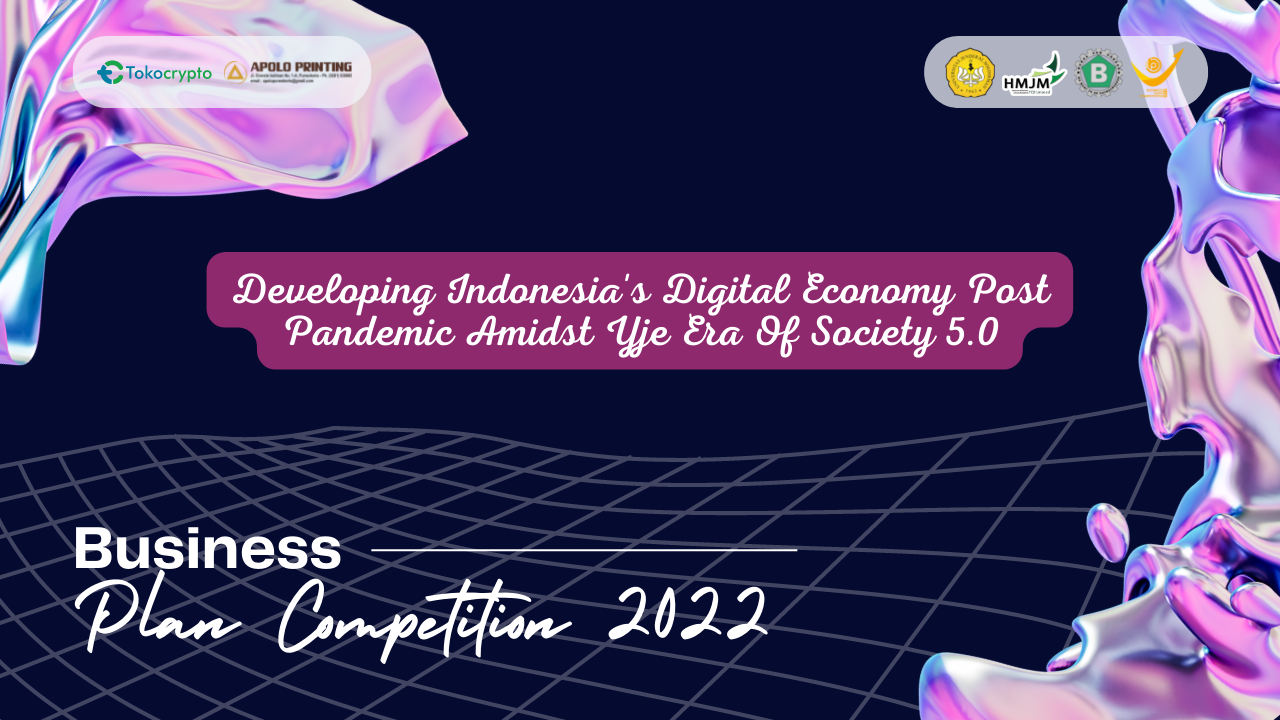 Tokocrypto
APOLO PRINTING
HMJM
B
Developing Indonesia's Digital Economy Post
Pandemic Amidst Yje Era Of Society 5.0
Business
Plan Competition 2022